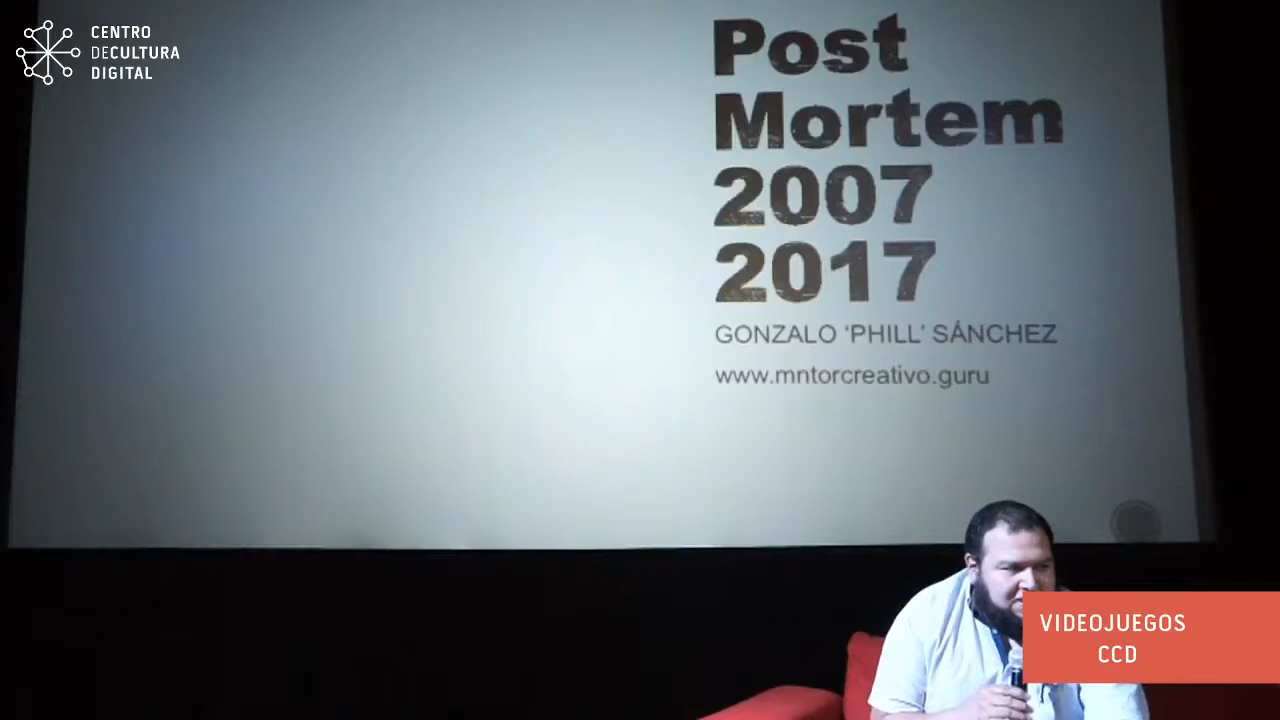 CENTRO
DECULTURA
DIGITAL
Post
Mortem
2007
2017
GONZALO ‘PHILL’ SÁNCHEZ
www.mntorcreativo.guru
VIDEOJUEGOS
CCD